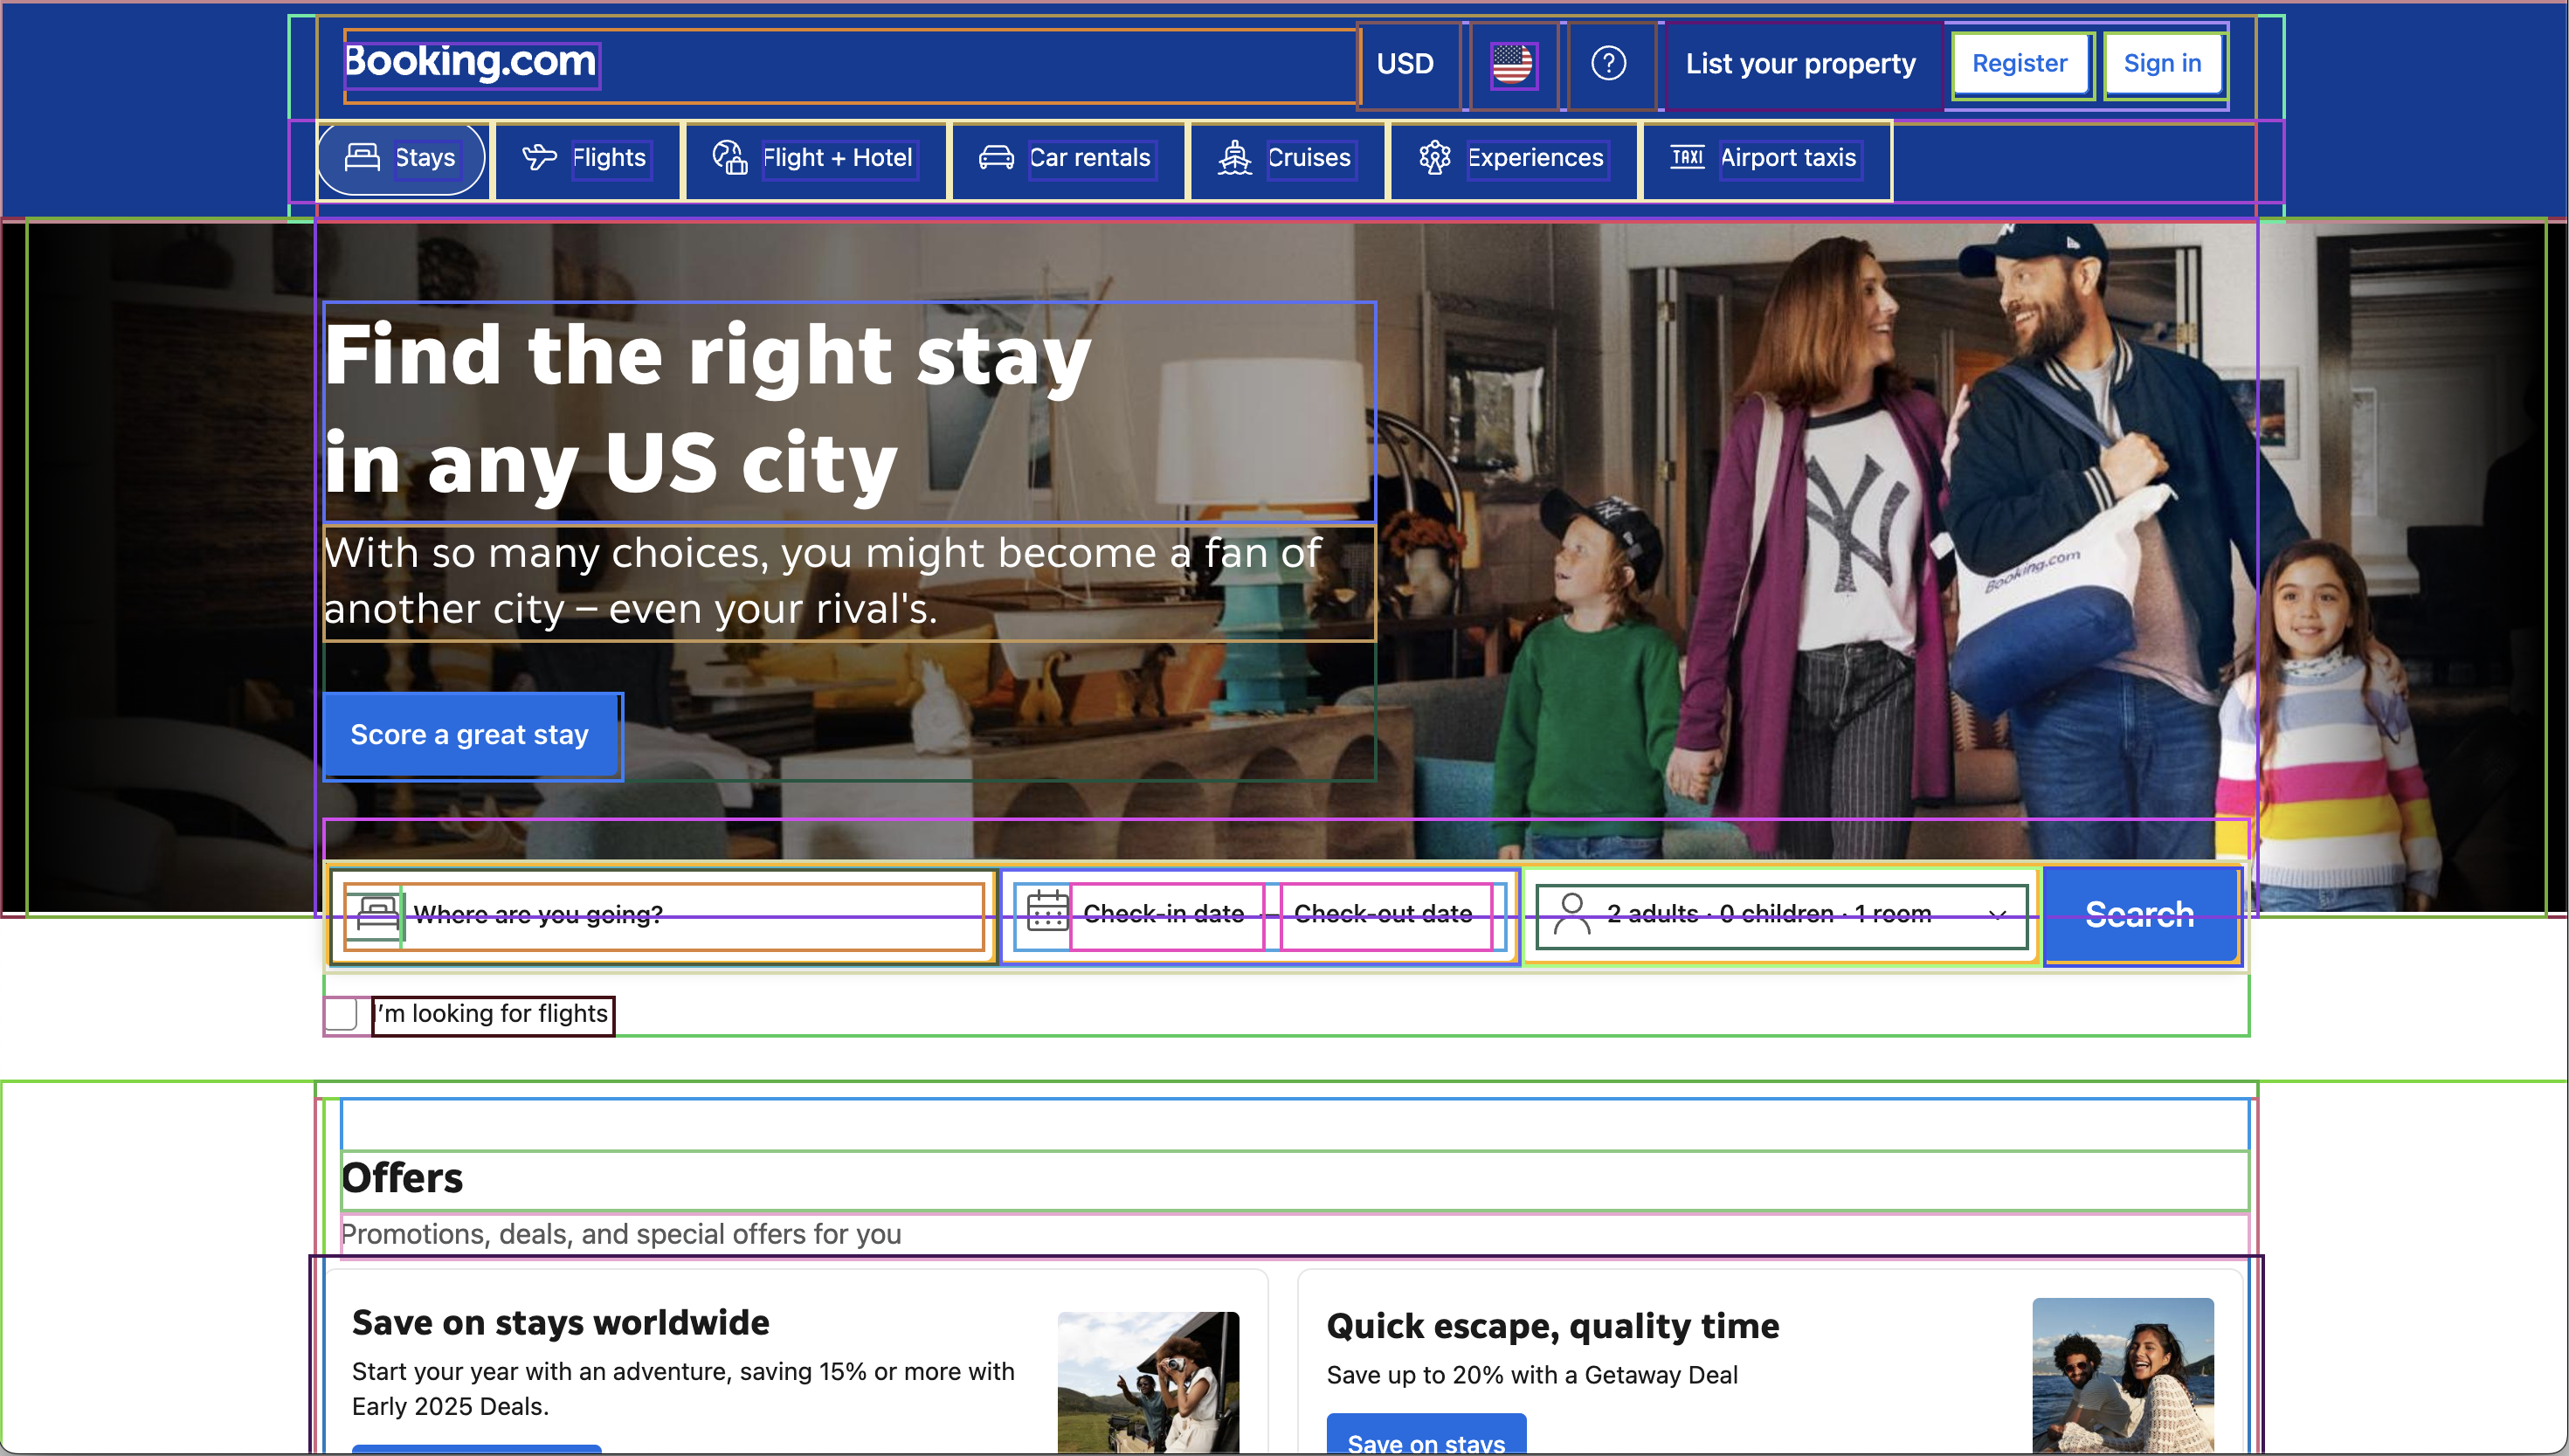 Booking.com
USD
List your property
Register
Sign in
Stays
Flights
Flight + Hotel
Car rentals
Cruises
Experiences
TAXI
Airport taxis
Find the right stay
in any US city
With so many choices, you might become a fan of
another city – even your rival's.
Score a great stay
NY
Booking.com
Where are you going?
Check-in date — Check-out date
2 adults · 0 children · 1 room
Search
I'm looking for flights
Offers
Promotions, deals, and special offers for you
Save on stays worldwide
Start your year with an adventure, saving 15% or more with
Early 2025 Deals.
Quick escape, quality time
Save up to 20% with a Getaway Deal
Save on stays